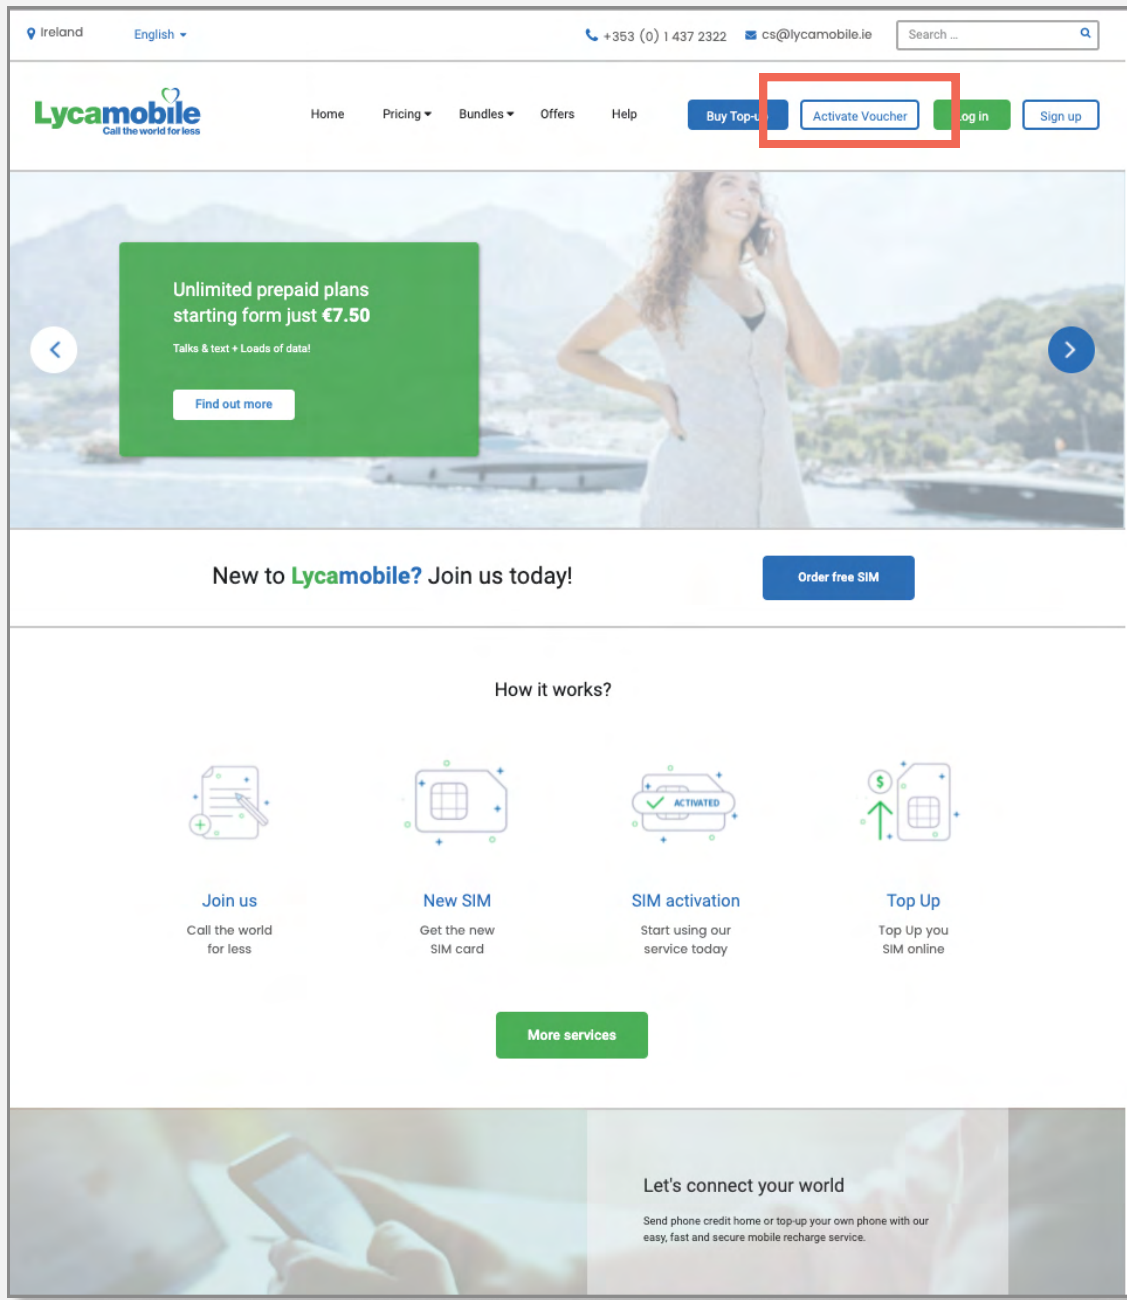 Ireland
English
+353 (0) 1 437 2322
cs@lycamobile.ie
Search ...
Lycamobile
Call the world for less
Home
Pricing
Bundles
Offers
Help
Buy Top-u
Activate Voucher
og in
Sign up
Unlimited prepaid plans
starting form just €7.50
Talks & text + Loads of data!
Find out more
New to Lycamobile? Join us today!
Order free SIM
How it works?
ACTIVATED
$
Join us
Call the world
for less
New SIM
Get the new
SIM card
SIM activation
Start using our
service today
Top Up
Top Up you
SIM online
More services
Let's connect your world
Send phone credit home or top-up your own phone with our
easy, fast and secure mobile recharge service.